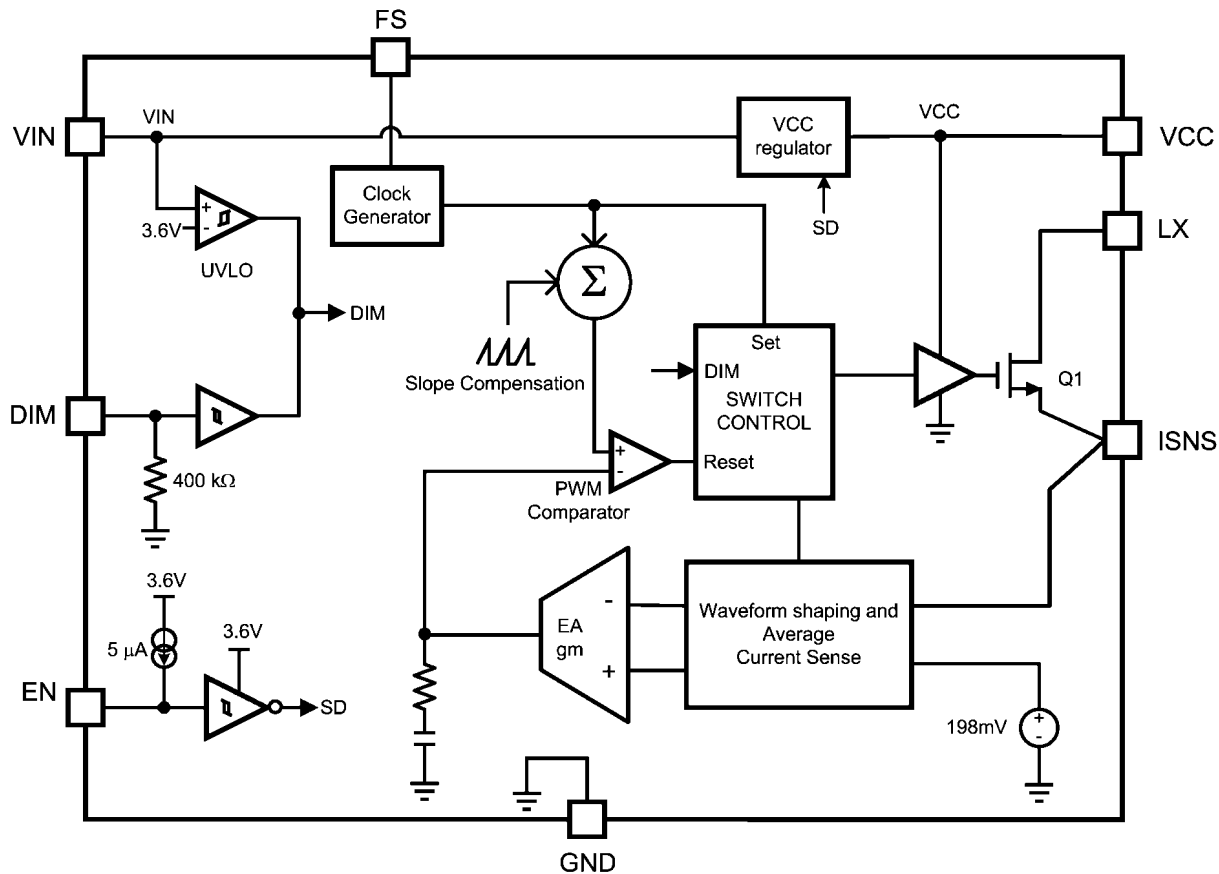 FS
VIN
VIN
VCC
regulator
VCC
VCC
Clock
Generator
+
-
3.6V
UVLO
SD
LX
Σ
DIM
Slope Compensation
Set
DIM
SWITCH
CONTROL
Reset
Q1
DIM
ISNS
400 kΩ
+
-
PWM
Comparator
3.6V
5 µA
3.6V
EN
SD
EA
gm
-
+
Waveform shaping and
Average
Current Sense
198mV
+
-
GND